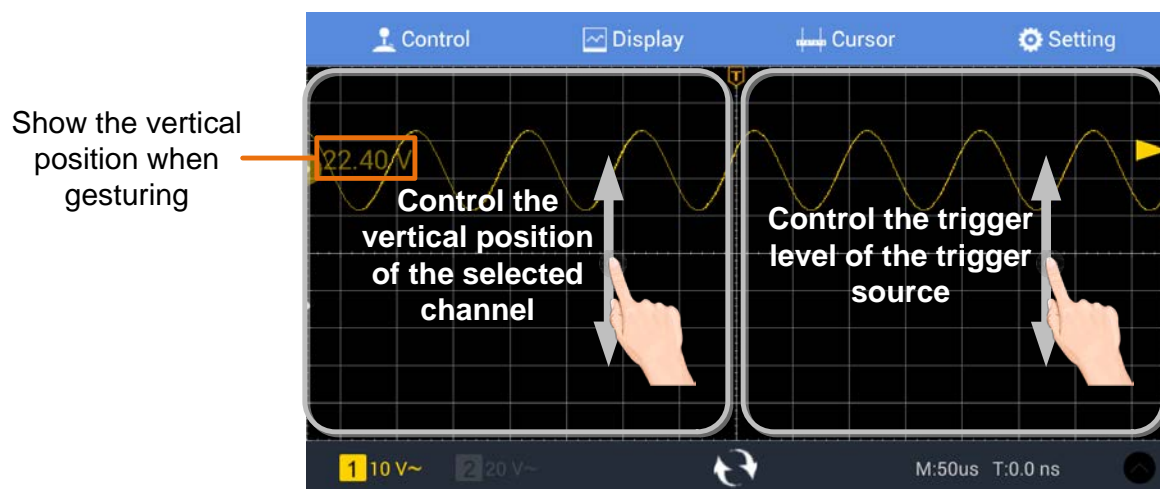 Control Display Cursor Setting
T
Show the vertical
position when
gesturing
22.40 V
Control the
vertical position
of the selected
channel
Control the trigger
level of the trigger
source
1 10 V~ 2 20 V~ M:50us T:0.0 ns